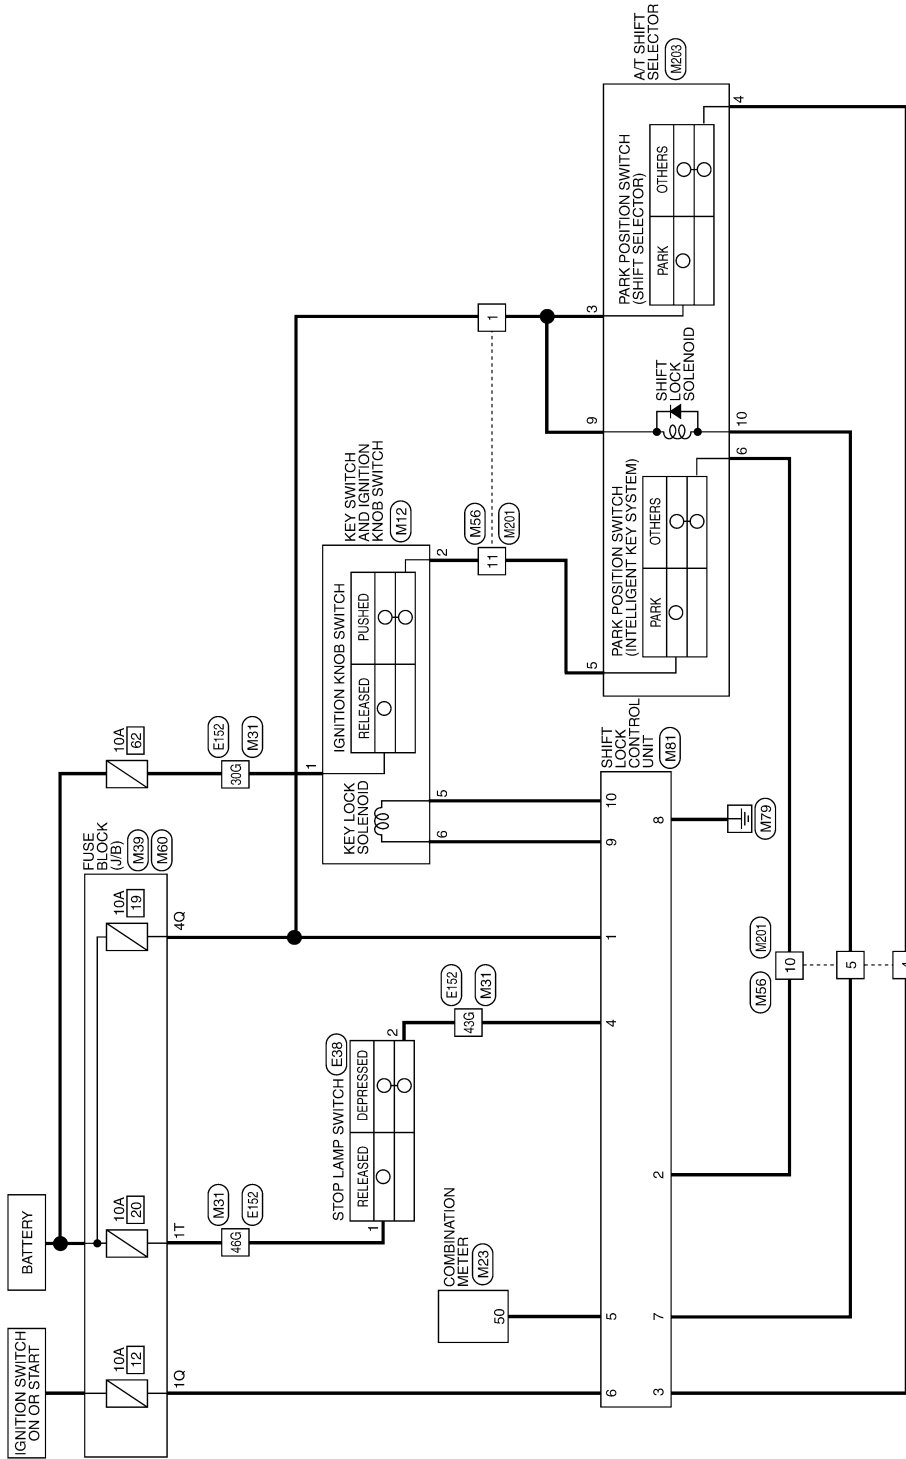 IGNITION SWITCH
ON OR START
BATTERY
FUSE
BLOCK
(J/B)
M39
M60
10A
12
10A
20
10A
19
10A
62
1Q
1T
4Q
M31
E152
46G
E152
M31
30G
STOP LAMP SWITCH
E38
RELEASED
DEPRESSED
1
2
E152
M31
43G
COMBINATION
METER
M23
50
KEY SWITCH
AND IGNITION
KNOB SWITCH
M12
KEY LOCK
SOLENOID
IGNITION KNOB SWITCH
RELEASED
PUSHED
1
6
5
2
M56
M201
11
1
SHIFT
LOCK
CONTROL
UNIT
M81
6
5
4
1
9
10
3
7
2
8
M79
A/T SHIFT
SELECTOR
M203
PARK POSITION SWITCH
(INTELLIGENT KEY SYSTEM)
PARK
OTHERS
SHIFT
LOCK
SOLENOID
PARK POSITION SWITCH
(SHIFT SELECTOR)
PARK
OTHERS
5
9
3
6
10
4
M56
M201
10
5